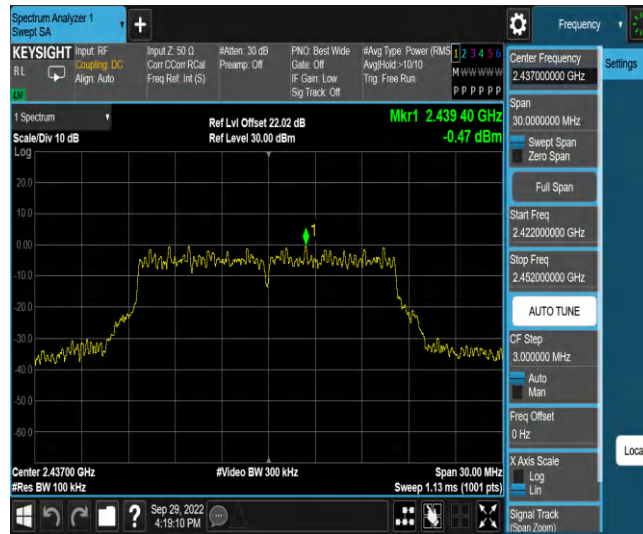 Spectrum Analyzer 1
Swept SA
+
Frequency
KEYSIGHT
RL
LXI
Input: RF
Coupling: DC
Align: Auto
Input Z: 50 Ω
Corr CCorr RCal
Freq Ref: Int (S)
#Atten: 30 dB
Preamp: Off
PNO: Best Wide
Gate: Off
IF Gain: Low
Sig Track: Off
#Avg Type: Power (RMS
Avg|Hold:>10/10
Trig: Free Run
1 2 3 4 5 6
M W W W W W
P P P P P P
1 Spectrum
Scale/Div 10 dB
Log
Ref Lvl Offset 22.02 dB
Ref Level 30.00 dBm
Mkr1 2.439 40 GHz
-0.47 dBm
20.0
10.0
0.00
-10.0
-20.0
-30.0
-40.0
-60.0
1
Center 2.43700 GHz
#Res BW 100 kHz
#Video BW 300 kHz
Span 30.00 MHz
Sweep 1.13 ms (1001 pts)
Center Frequency
2.437000000 GHz
Settings
Span
30.0000000 MHz
Swept Span
Zero Span
Full Span
Start Freq
2.422000000 GHz
Stop Freq
2.452000000 GHz
AUTO TUNE
CF Step
3.000000 MHz
Auto
Man
Freq Offset
0 Hz
X Axis Scale
Log
Lin
Signal Track
(Span Zoom)
Loca
?
Sep 29, 2022
4:19:10 PM